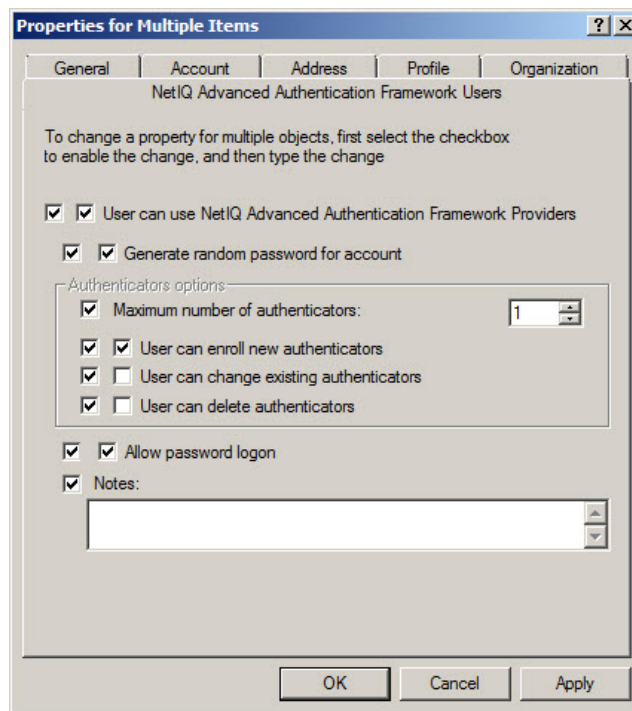 Properties for Multiple Items
?
General Account Address Profile Organization
NetIQ Advanced Authentication Framework Users
To change a property for multiple objects, first select the checkbox
to enable the change, and then type the change
User can use NetIQ Advanced Authentication Framework Providers
Generate random password for account
Authenticators options
Maximum number of authenticators: 1
User can enroll new authenticators
User can change existing authenticators
User can delete authenticators
Allow password logon
Notes:
OK Cancel Apply